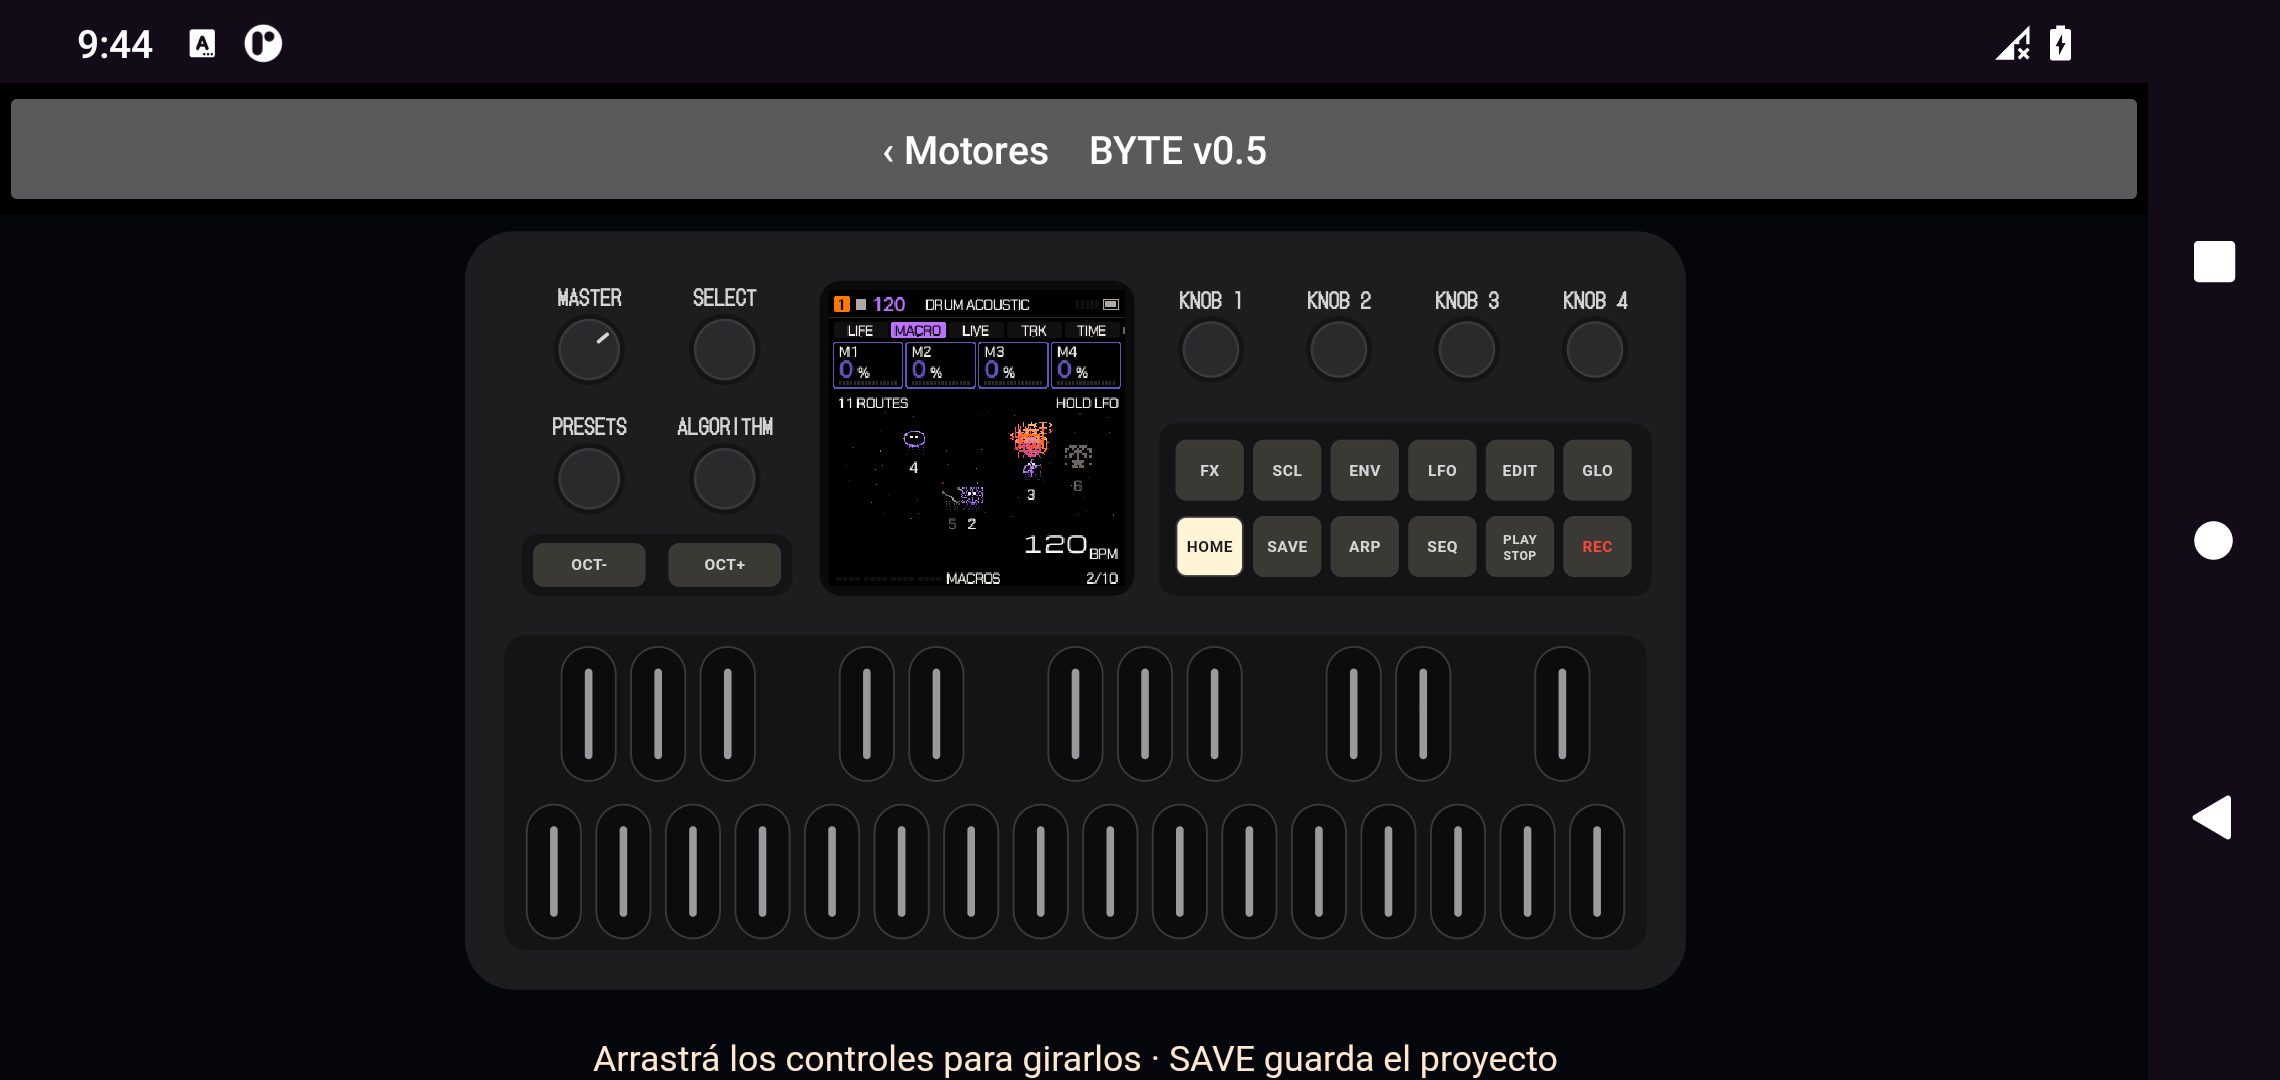 9:44
‹ Motores BYTE v0.5
MASTER SELECT
PRESETS ALGORITHM
OCT- OCT+
1 120 DRUM ACOUSTIC
LIFE MACRO LIVE TRK TIME
M1 M2 M3 M4
0 % 0 % 0 % 0 %
11 ROUTES HOLD LFO
4
3 6
5 2
120 BPM
MACROS 2/10
KNOB 1 KNOB 2 KNOB 3 KNOB 4
FX SCL ENV LFO EDIT GLO
HOME SAVE ARP SEQ PLAY STOP REC
Arrastrá los controles para girarlos · SAVE guarda el proyecto